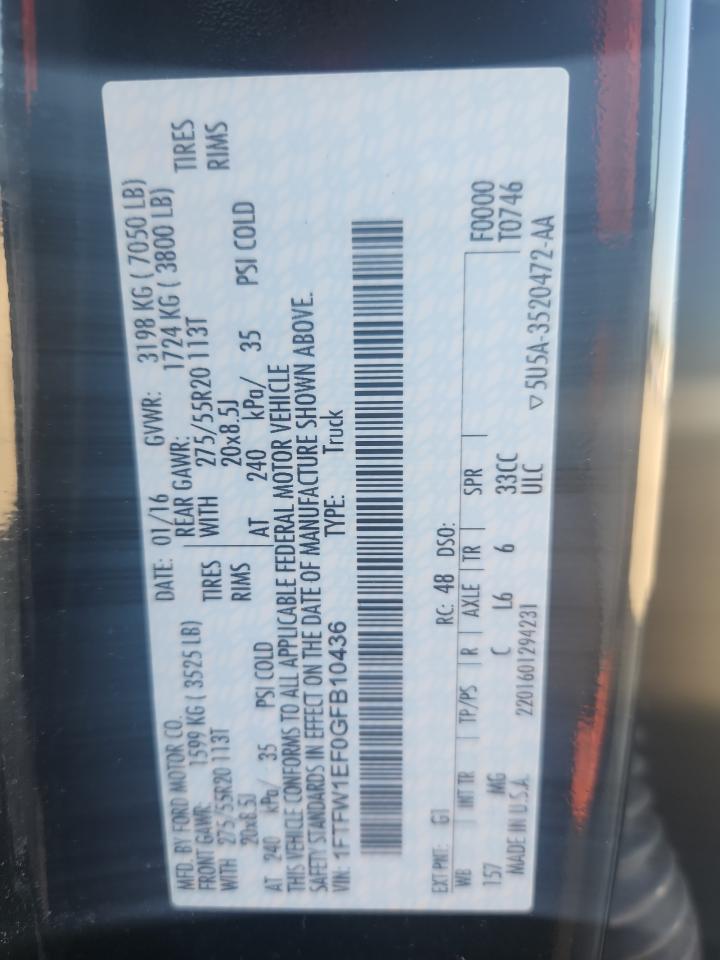 MFD. BY FORD MOTOR CO.
DATE: 01/16 GVWR: 3198 KG ( 7050 LB)
FRONT GAWR: 1599 KG ( 3525 LB) REAR GAWR: 1724 KG ( 3800 LB)
WITH 275/55R20 113T TIRES WITH 275/55R20 113T TIRES
20x8.5J RIMS 20x8.5J RIMS
AT 240 kPa/ 35 PSI COLD AT 240 kPa/ 35 PSI COLD
THIS VEHICLE CONFORMS TO ALL APPLICABLE FEDERAL MOTOR VEHICLE
SAFETY STANDARDS IN EFFECT ON THE DATE OF MANUFACTURE SHOWN ABOVE.
VIN: 1FTFW1EF0GFB10436 TYPE: Truck
EXT PNT: G1 RC: 48 DSO: F0000
WB INT TR TP/PS R AXLE TR SPR T0746
157 MG C L6 6 33CC
MADE IN U.S.A. 2201601294231 ULC ▽5U5A-3520472-AA